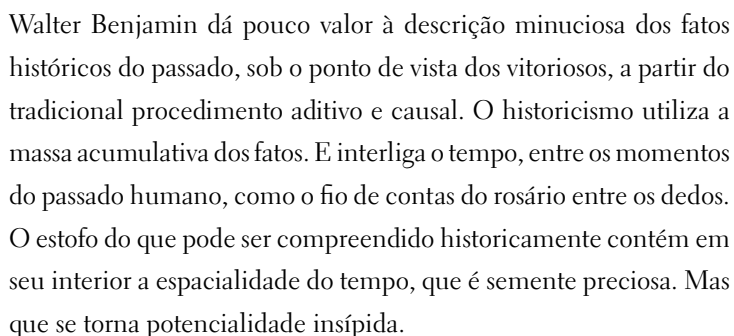 Walter Benjamin dá pouco valor à descrição minuciosa dos fatos
históricos do passado, sob o ponto de vista dos vitoriosos, a partir do
tradicional procedimento aditivo e causal. O historicismo utiliza a
massa acumulativa dos fatos. E interliga o tempo, entre os momentos
do passado humano, como o fio de contas do rosário entre os dedos.
O estofo do que pode ser compreendido historicamente contém em
seu interior a espacialidade do tempo, que é semente preciosa. Mas
que se torna potencialidade insípida.